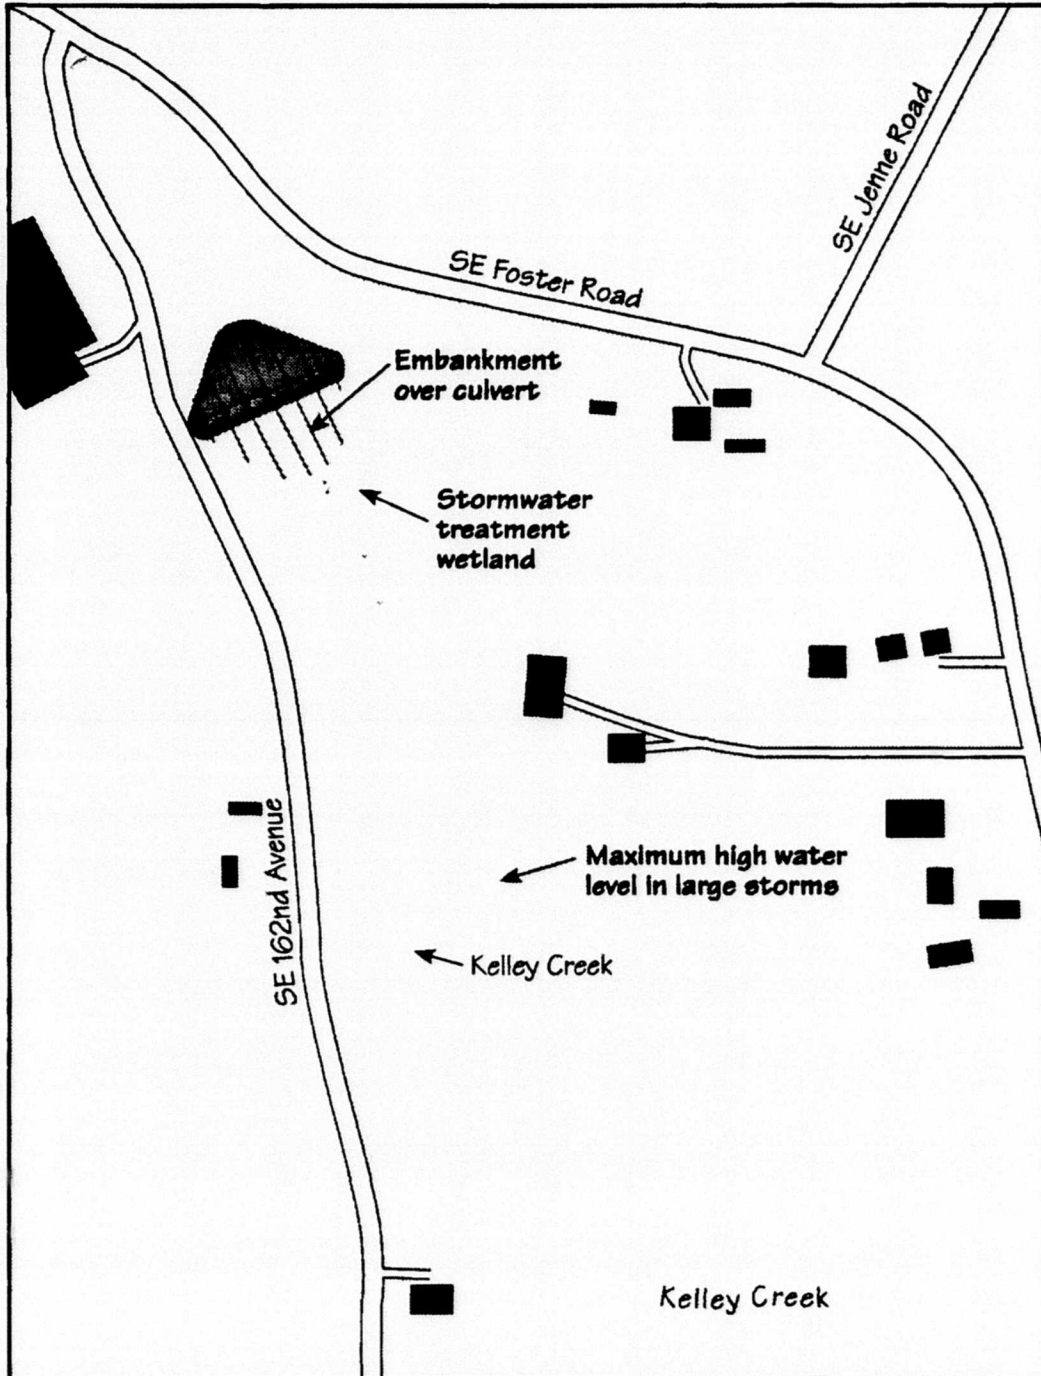 SE Jenne Road
SE Foster Road
Embankment
over culvert
Stormwater
treatment
wetland
SE 162nd Avenue
Maximum high water
level in large storms
Kelley Creek
Kelley Creek